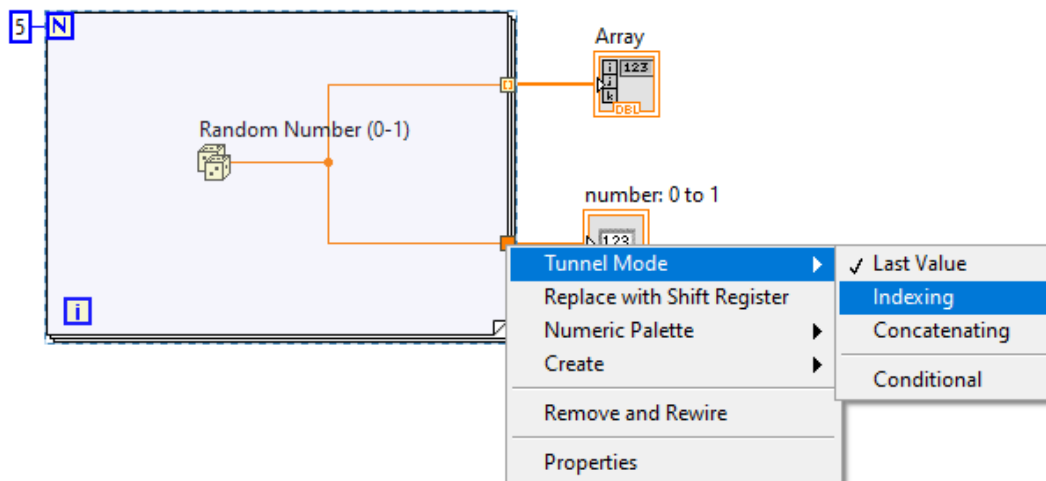 5 N
Array
i 123
j
k
DBL
Random Number (0-1)
number: 0 to 1
123
Tunnel Mode
Last Value
Replace with Shift Register
Indexing
Numeric Palette
Concatenating
Create
Conditional
Remove and Rewire
Properties
i